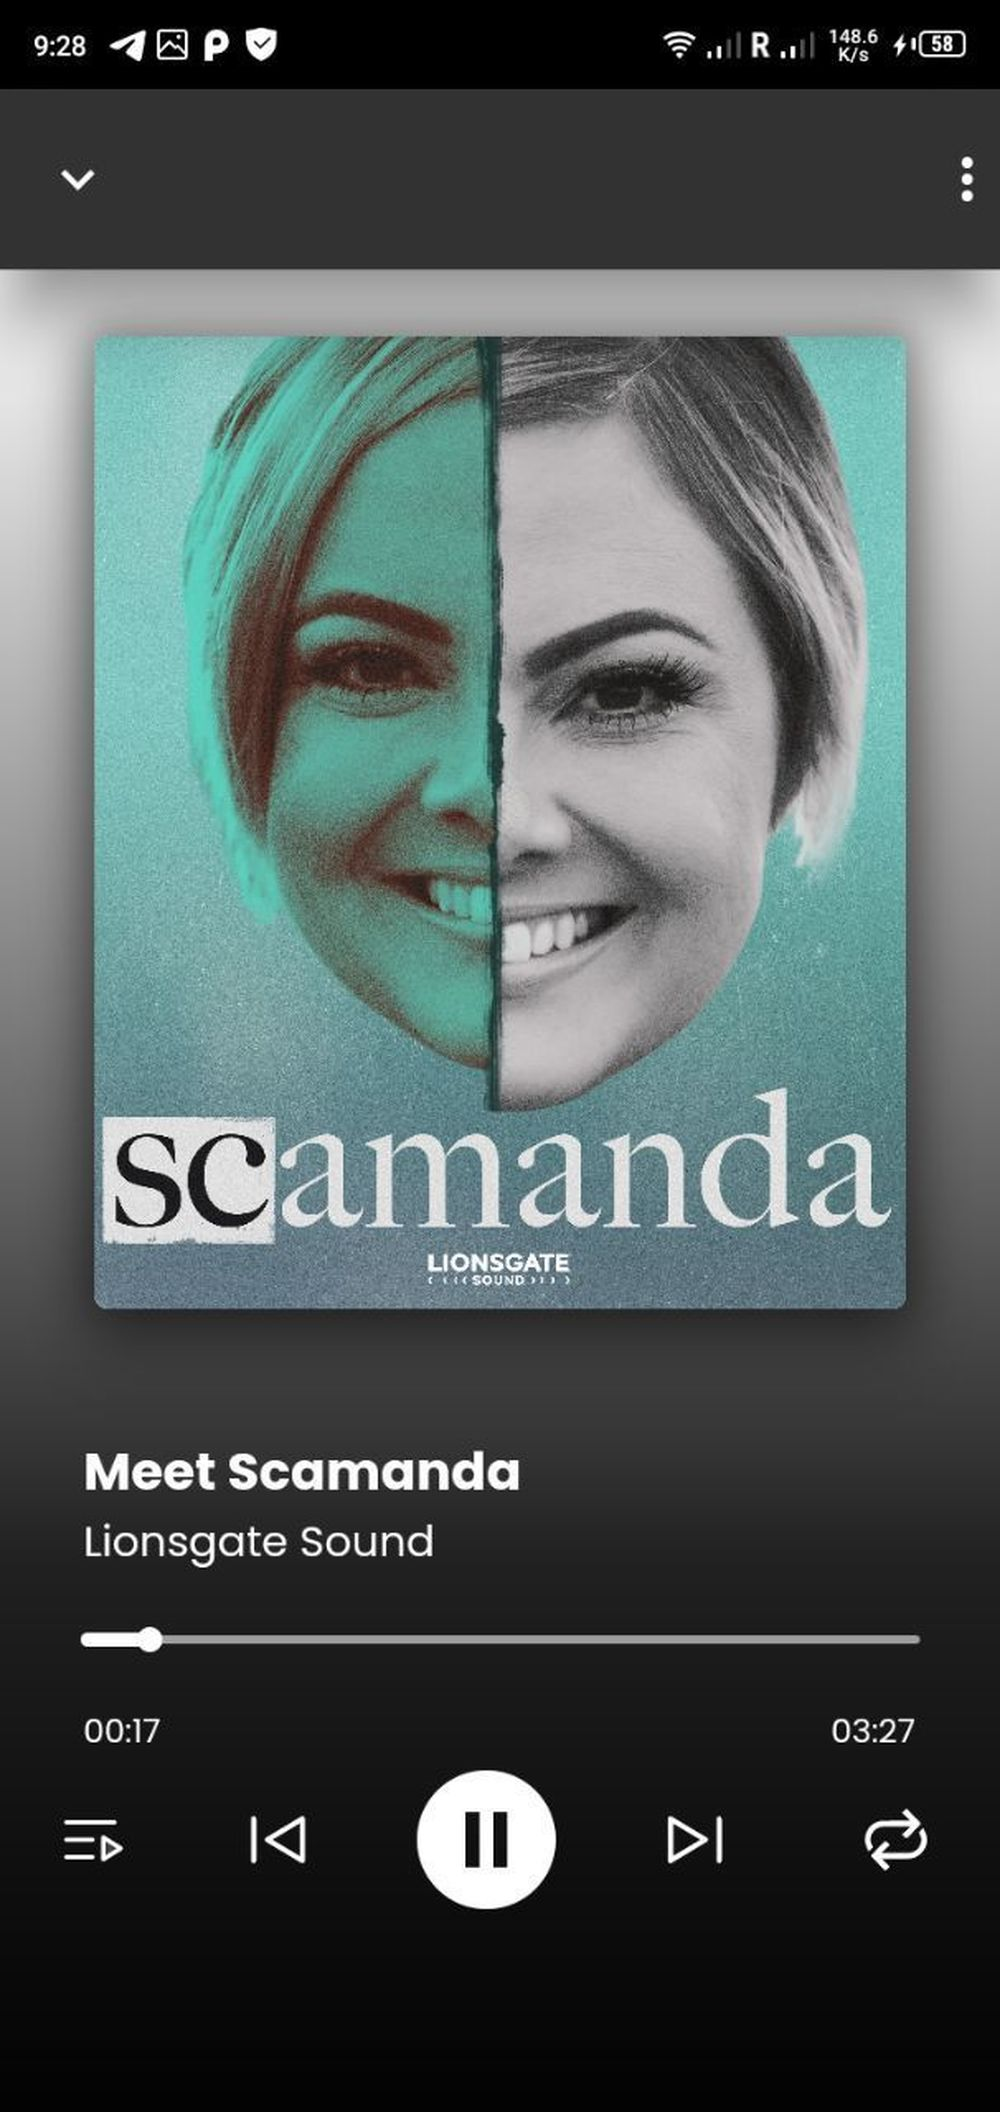 9:28 R 148.6 K/s 58
scamanda
LIONSGATE
SOUND
Meet Scamanda
Lionsgate Sound
00:17 03:27